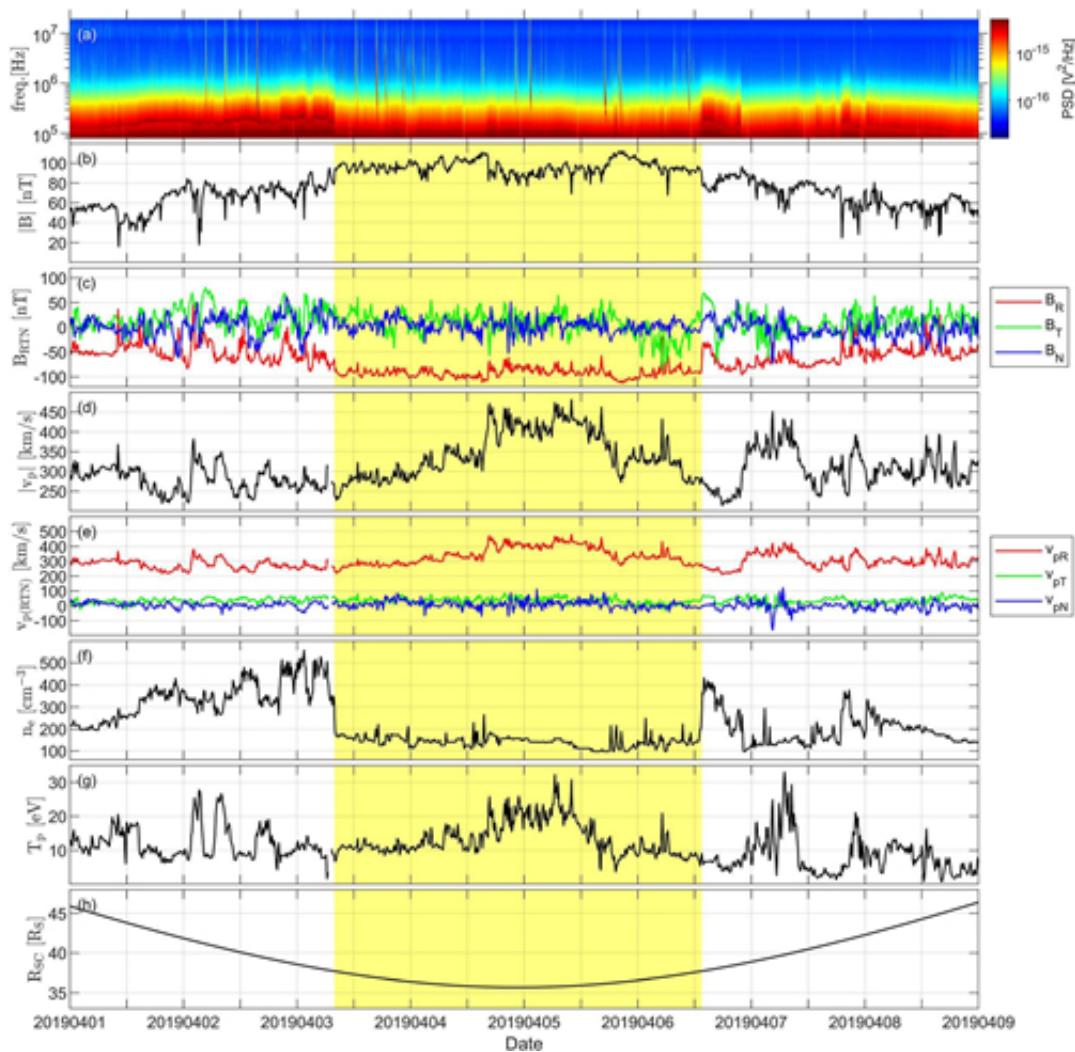 (a)
freq.[Hz]
10^7
10^6
10^5
10^-15
10^-16
PSD [V^2/Hz]
(b)
|B| [nT]
100
80
60
40
20
(c)
B_RTN [nT]
100
50
0
-50
-100
B_R
B_T
B_N
(d)
|v_p| [km/s]
450
400
350
300
250
(e)
v_p(RTN) [km/s]
500
400
300
200
100
0
-100
v_pR
v_pT
v_pN
(f)
n_e [cm^-3]
500
400
300
200
100
(g)
T_p [eV]
30
20
10
(h)
R_SC [R_S]
45
40
35
20190401 20190402 20190403 20190404 20190405 20190406 20190407 20190408 20190409
Date